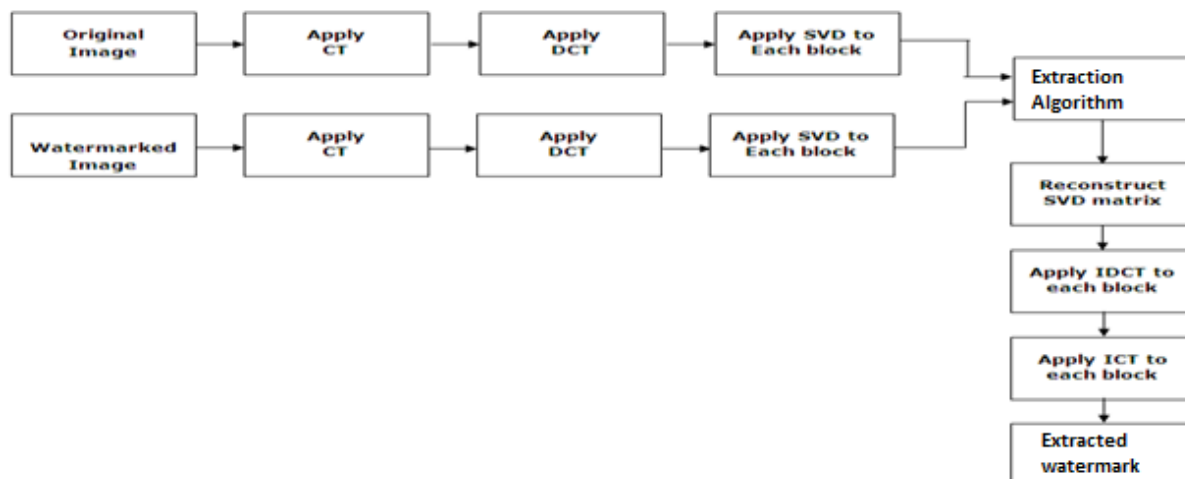 Original
Image
Apply
CT
Apply
DCT
Apply SVD to
Each block
Extraction
Algorithm
Watermarked
Image
Apply
CT
Apply
DCT
Apply SVD to
Each block
Reconstruct
SVD matrix
Apply IDCT to
each block
Apply ICT to
each block
Extracted
watermark